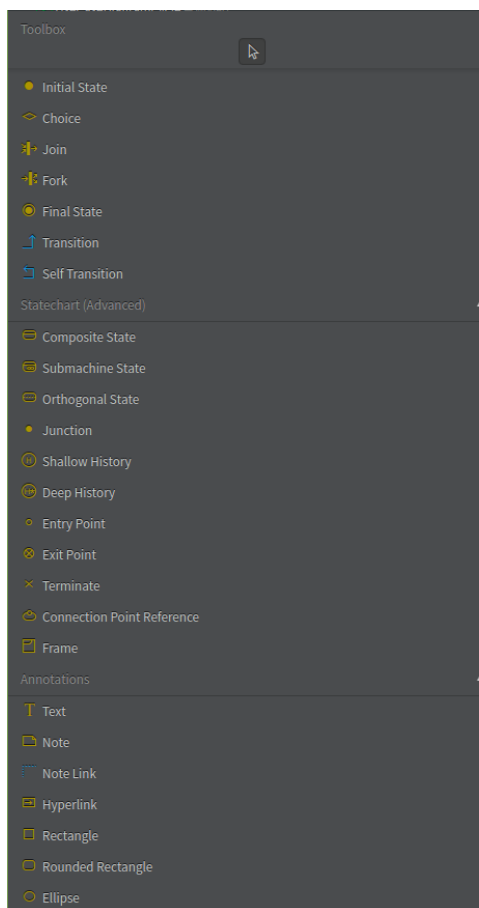 Toolbox
Initial State
Choice
Join
Fork
Final State
Transition
Self Transition
Statechart (Advanced)
Composite State
Submachine State
Orthogonal State
Junction
Shallow History
Deep History
Entry Point
Exit Point
Terminate
Connection Point Reference
Frame
Annotations
Text
Note
Note Link
Hyperlink
Rectangle
Rounded Rectangle
Ellipse